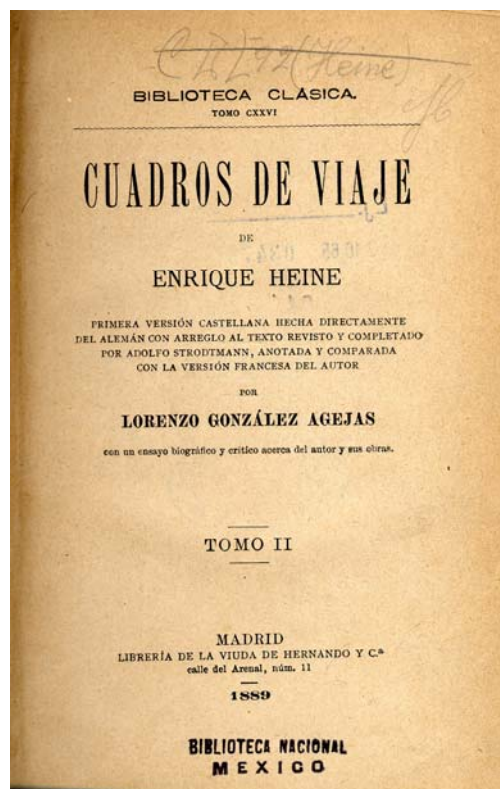 BIBLIOTECA CLÁSICA.
TOMO CXXVI
CUADROS DE VIAJE
DE
ENRIQUE HEINE
PRIMERA VERSIÓN CASTELLANA HECHA DIRECTAMENTE
DEL ALEMÁN CON ARREGLO AL TEXTO REVISTO Y COMPLETADO
POR ADOLFO STRODTMANN, ANOTADA Y COMPARADA
CON LA VERSIÓN FRANCESA DEL AUTOR
POR
LORENZO GONZÁLEZ AGEJAS
con un ensayo biográfico y crítico acerca del autor y sus obras.
TOMO II
MADRID
LIBRERÍA DE LA VIUDA DE HERNANDO Y C.ª
calle del Arenal, núm. 11
1889
BIBLIOTECA NACIONAL
MEXICO